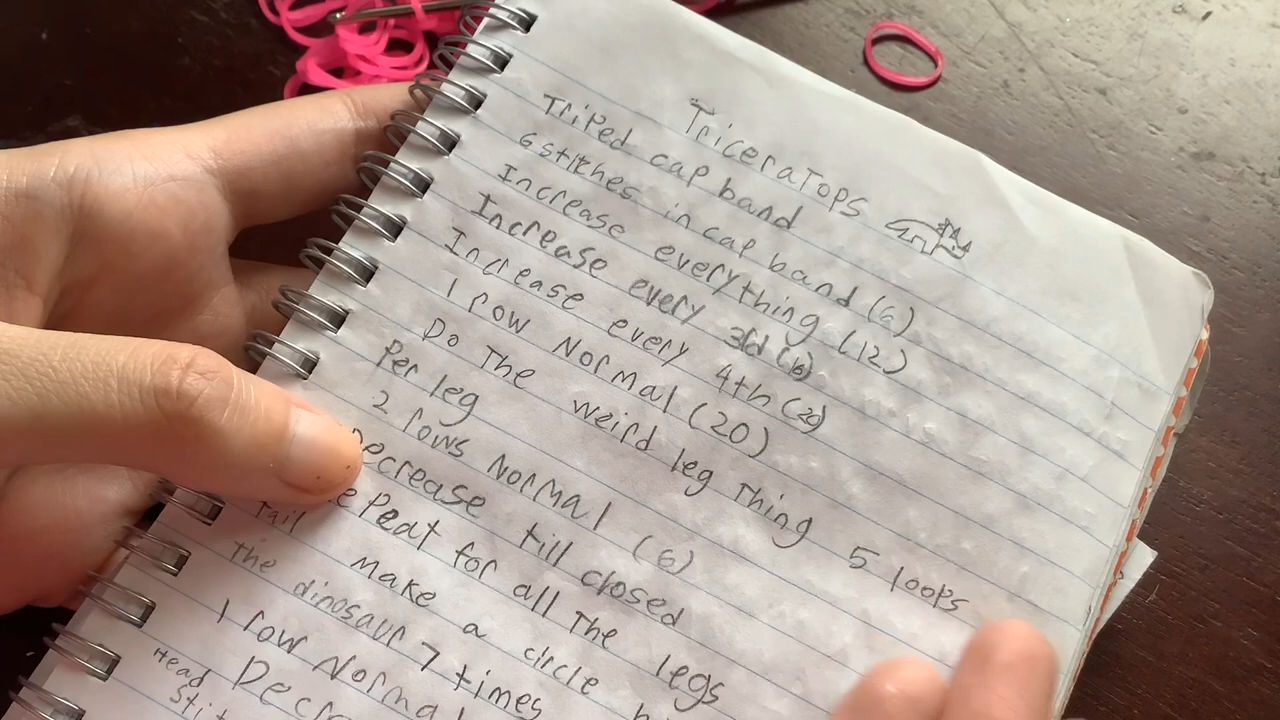 Triceratops
Triped cap band
6 stitches in cap band (6)
Increase everything (12)
Increase every 3rd (16)
Increase every 4th (20)
1 row Normal (20)
Do The weird leg Thing 5 loops
Per leg
2 rows Normal (6)
Decrease till closed
rePeat for all The legs
Tail make a circle
the dinosaur 7 times
1 row Normal
Head